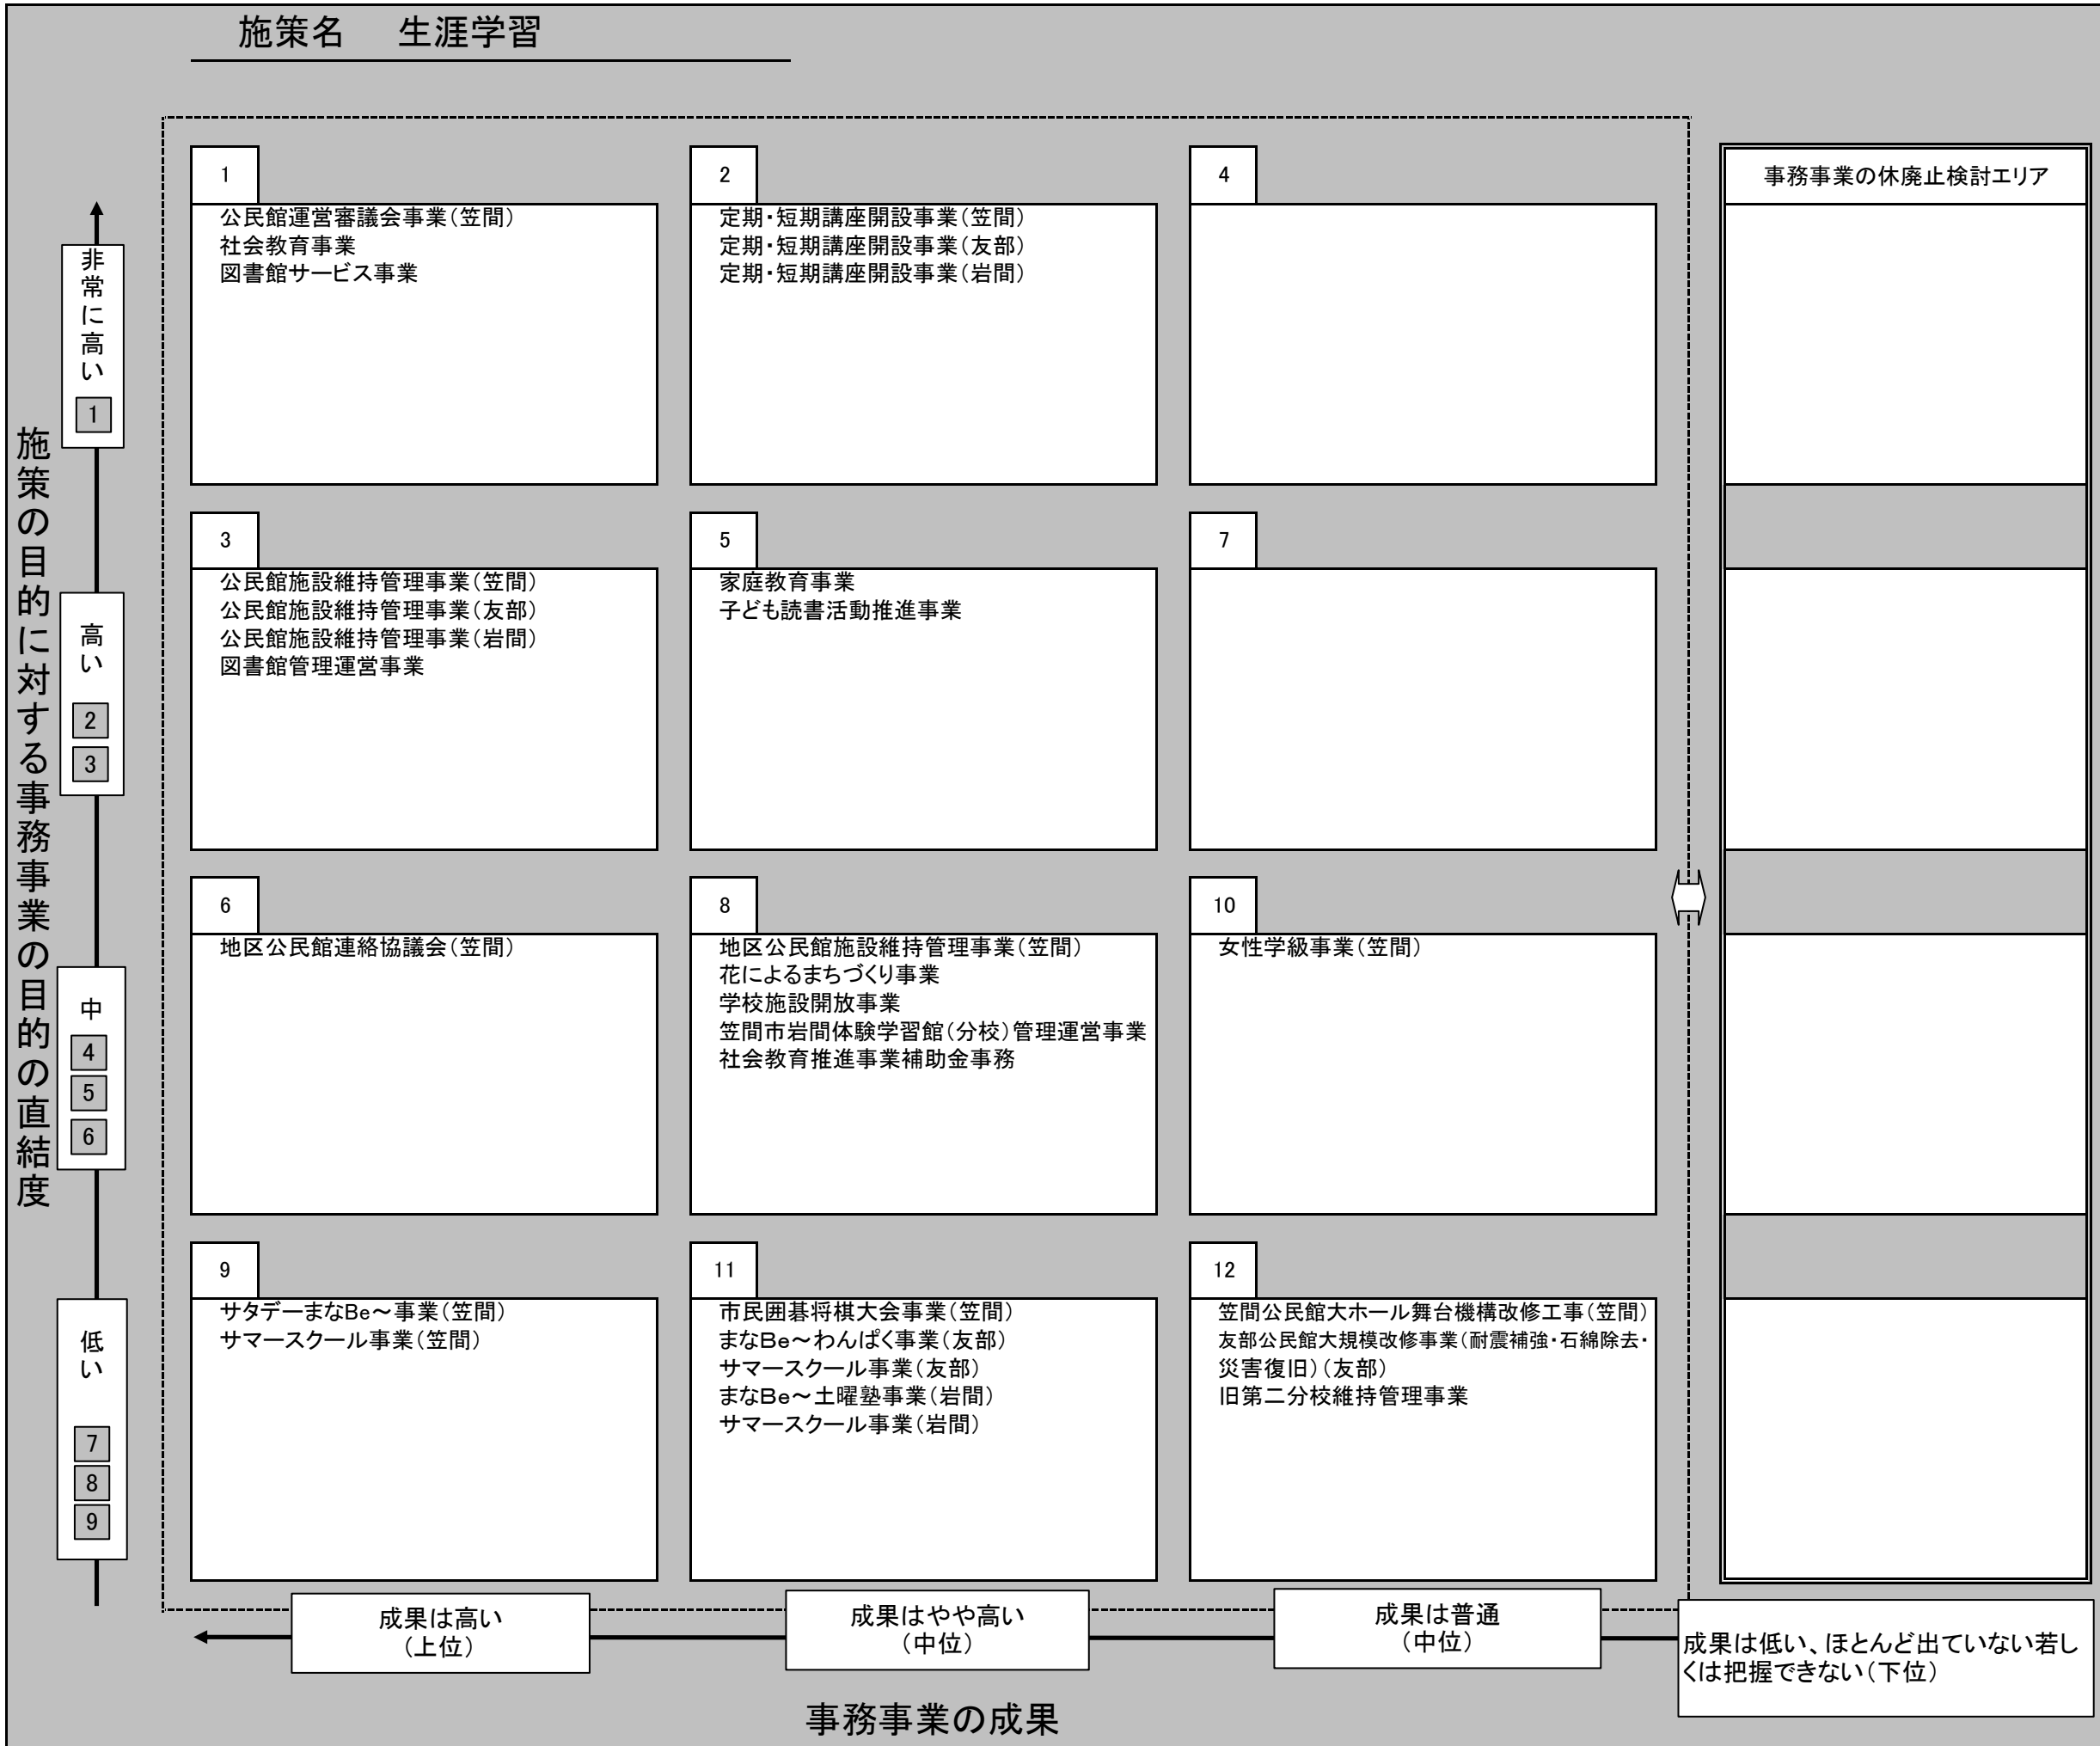 施策名　生涯学習
施策の目的に対する事務事業の目的の直結度
非常に高い
1
高い
2
3
中
4
5
6
低い
7
8
9
1
公民館運営審議会事業(笠間)
社会教育事業
図書館サービス事業
2
定期・短期講座開設事業(笠間)
定期・短期講座開設事業(友部)
定期・短期講座開設事業(岩間)
4
事務事業の休廃止検討エリア
3
公民館施設維持管理事業(笠間)
公民館施設維持管理事業(友部)
公民館施設維持管理事業(岩間)
図書館管理運営事業
5
家庭教育事業
子ども読書活動推進事業
7
6
地区公民館連絡協議会(笠間)
8
地区公民館施設維持管理事業(笠間)
花によるまちづくり事業
学校施設開放事業
笠間市岩間体験学習館(分校)管理運営事業
社会教育推進事業補助金事務
10
女性学級事業(笠間)
9
サタデーまなBe～事業(笠間)
サマースクール事業(笠間)
11
市民囲碁将棋大会事業(笠間)
まなBe～わんぱく事業(友部)
サマースクール事業(友部)
まなBe～土曜塾事業(岩間)
サマースクール事業(岩間)
12
笠間公民館大ホール舞台機構改修工事(笠間)
友部公民館大規模改修事業(耐震補強・石綿除去・
災害復旧)(友部)
旧第二分校維持管理事業
成果は高い
(上位)
成果はやや高い
(中位)
成果は普通
(中位)
成果は低い、ほとんど出ていない若し
くは把握できない(下位)
事務事業の成果